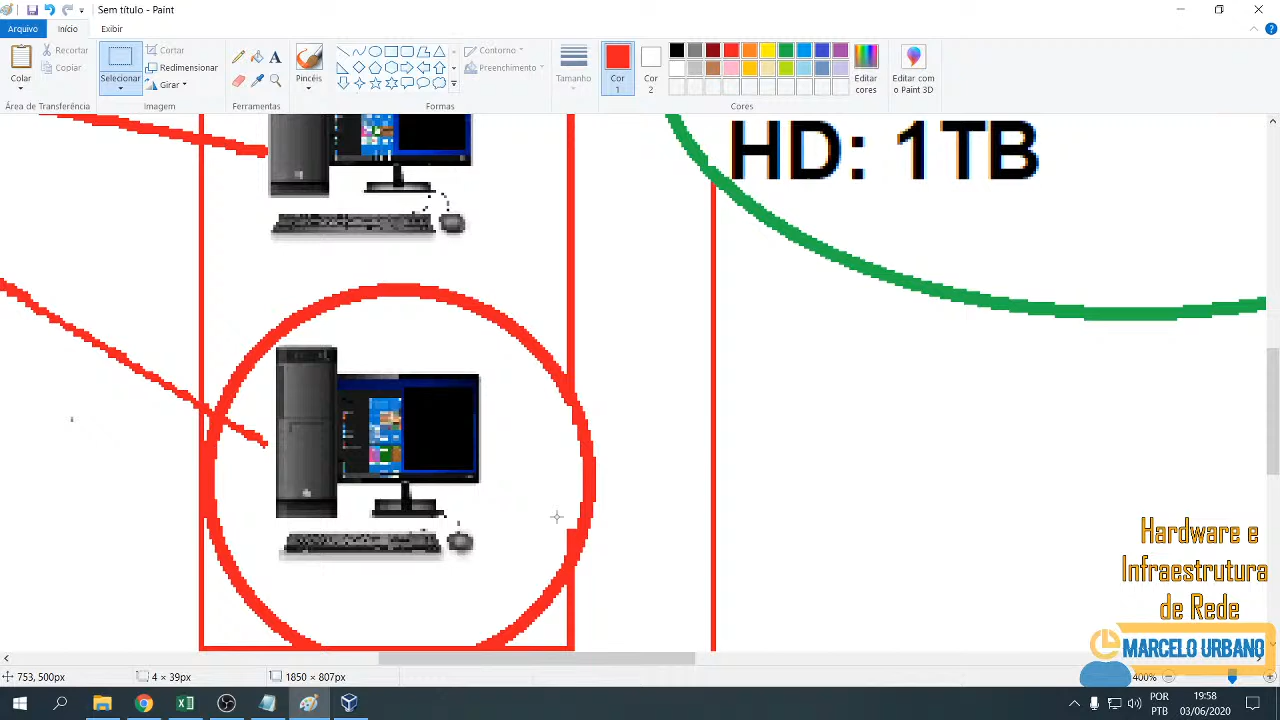 Sem título - Paint
Arquivo
Início
Exibir
Colar
Recortar
Copiar
Área de Transferência
Selecionar
Cortar
Redimensionar
Girar
Imagem
A
Ferramentas
Pincéis
Contorno
Preenchimento
Formas
Tamanho
Cor
1
Cor
2
Editar
cores
Cores
Editar com
o Paint 3D
HD: 1TB
Hardware e
Infraestrutura
de Rede
MARCELO URBANO
753, 500px
4 × 39px
1850 × 807px
400%
POR
PTB
19:58
03/06/2020